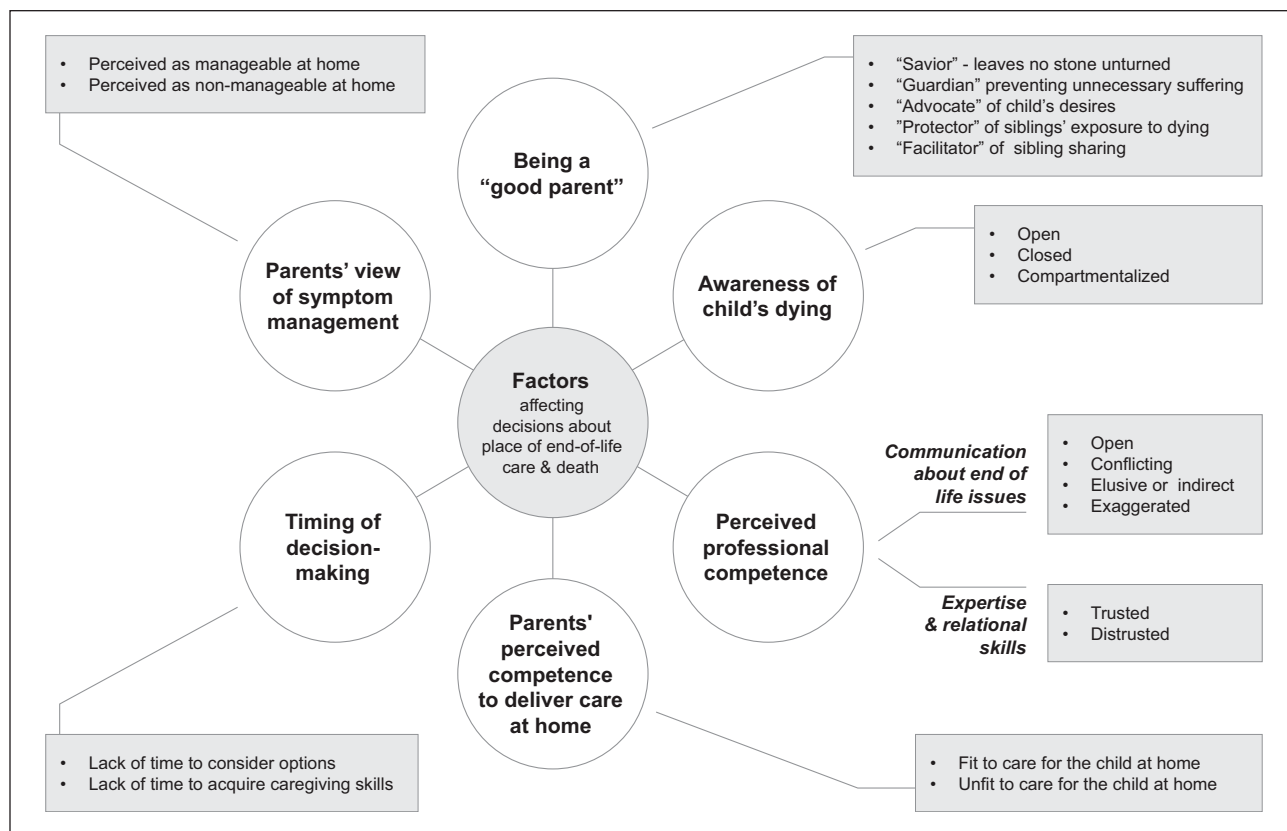 • Perceived as manageable at home
• Perceived as non-manageable at home
• “Savior” - leaves no stone unturned
• “Guardian” preventing unnecessary suffering
• “Advocate” of child’s desires
• ”Protector” of siblings’ exposure to dying
• “Facilitator” of sibling sharing
Being a
“good parent”
Parents’ view
of symptom
management
Awareness of
child’s dying
• Open
• Closed
• Compartmentalized
Factors
affecting
decisions about
place of end-of-life
care & death
Timing of
decision-
making
Perceived
professional
competence
Communication
about end of
life issues
• Open
• Conflicting
• Elusive or indirect
• Exaggerated
Expertise
& relational
skills
• Trusted
• Distrusted
Parents'
perceived
competence
to deliver care
at home
• Lack of time to consider options
• Lack of time to acquire caregiving skills
• Fit to care for the child at home
• Unfit to care for the child at home